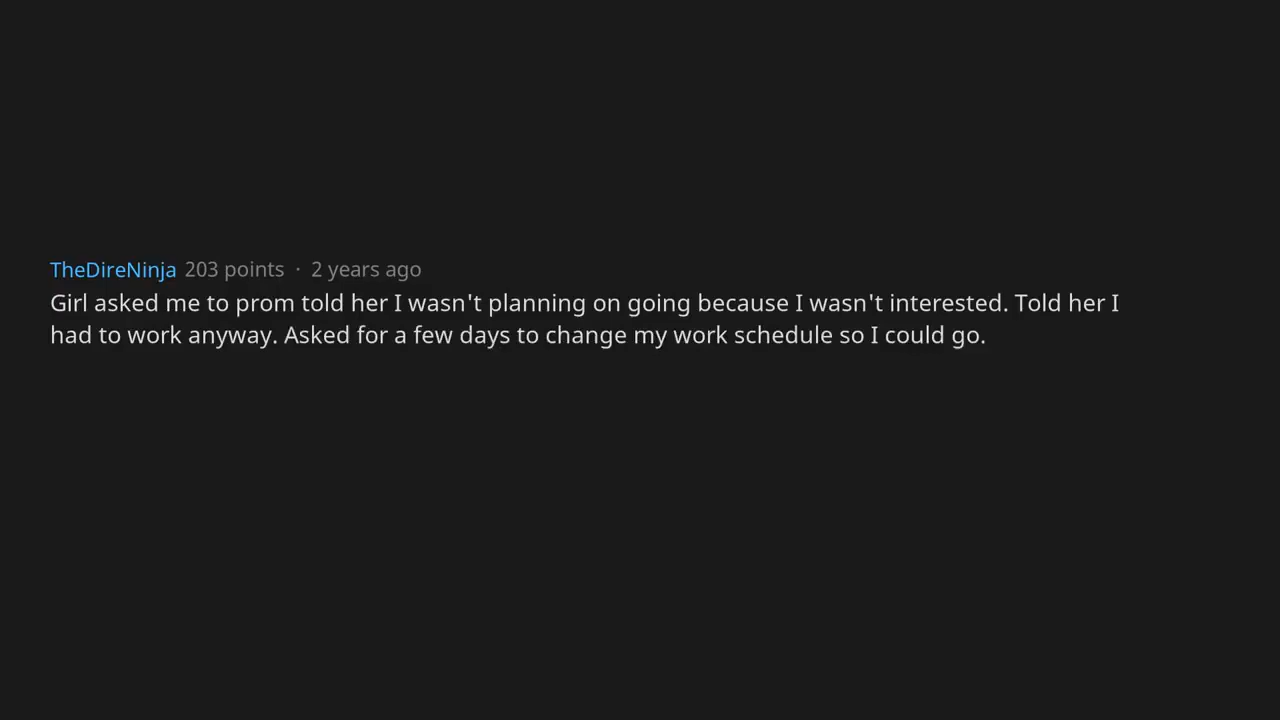 TheDireNinja 203 points · 2 years ago
Girl asked me to prom told her I wasn't planning on going because I wasn't interested. Told her I
had to work anyway. Asked for a few days to change my work schedule so I could go.